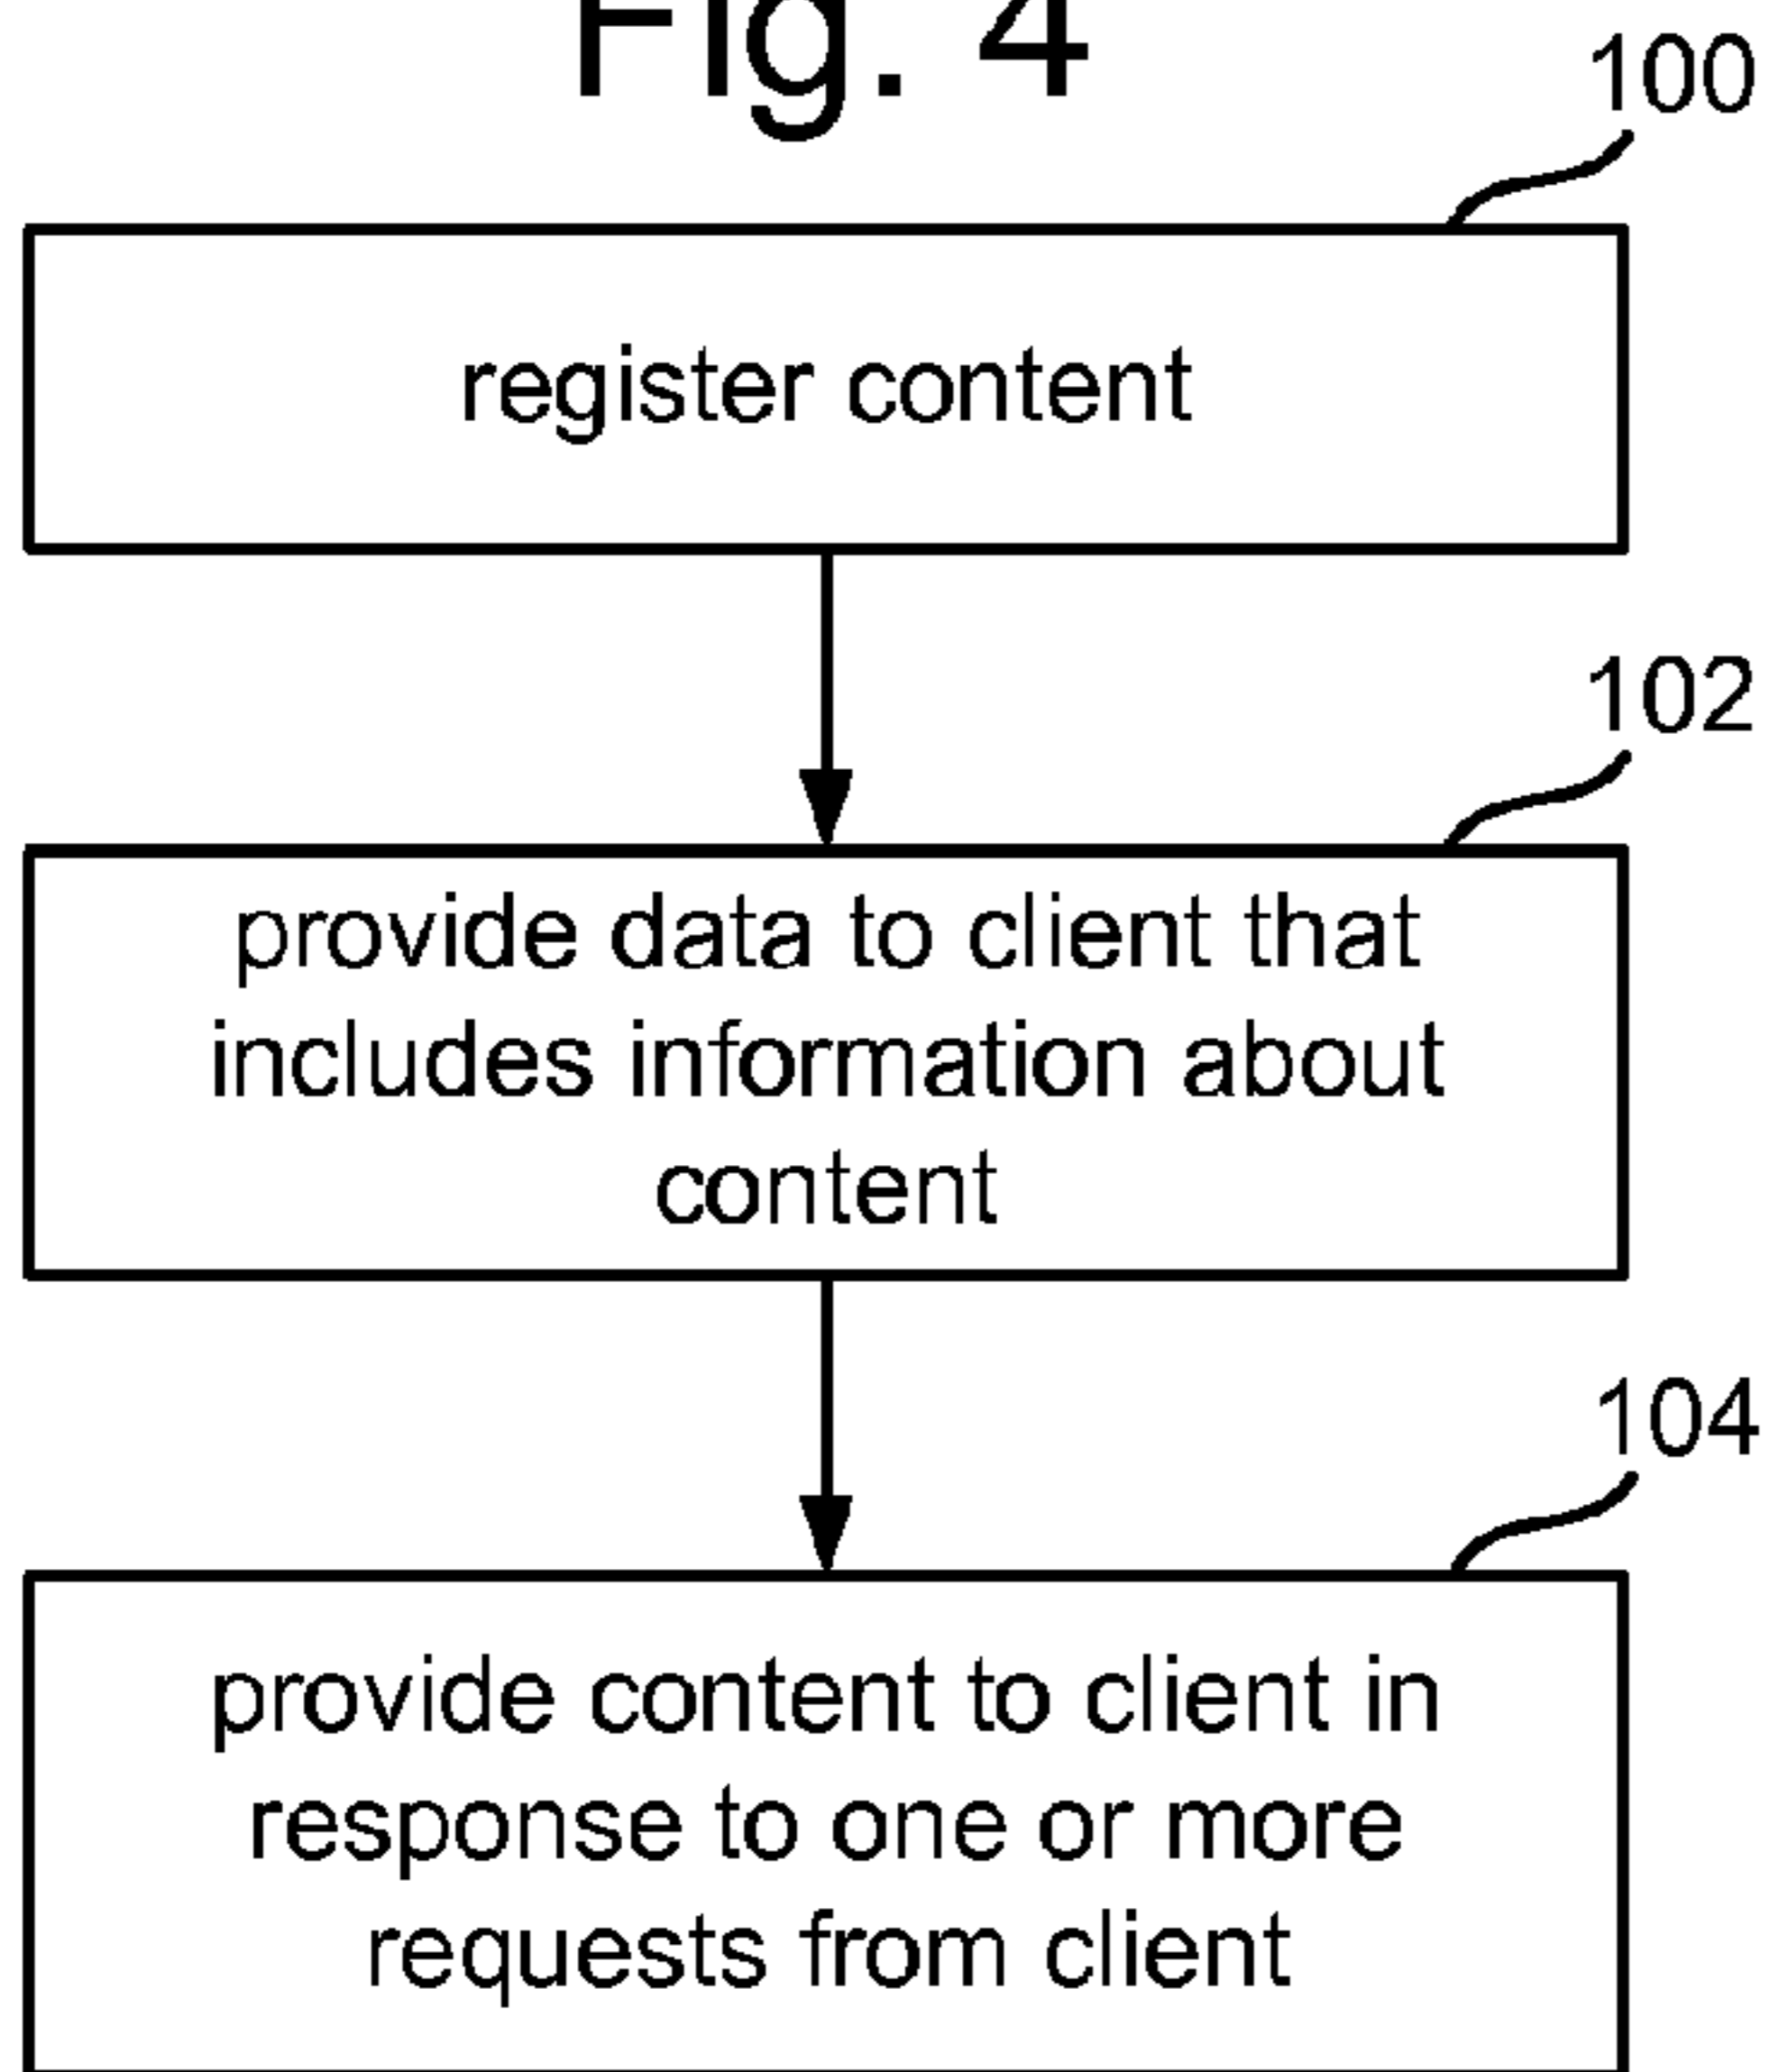 Fig. 4
100
register content
102
provide data to client that
includes information about
content
104
provide content to client in
response to one or more
requests from client